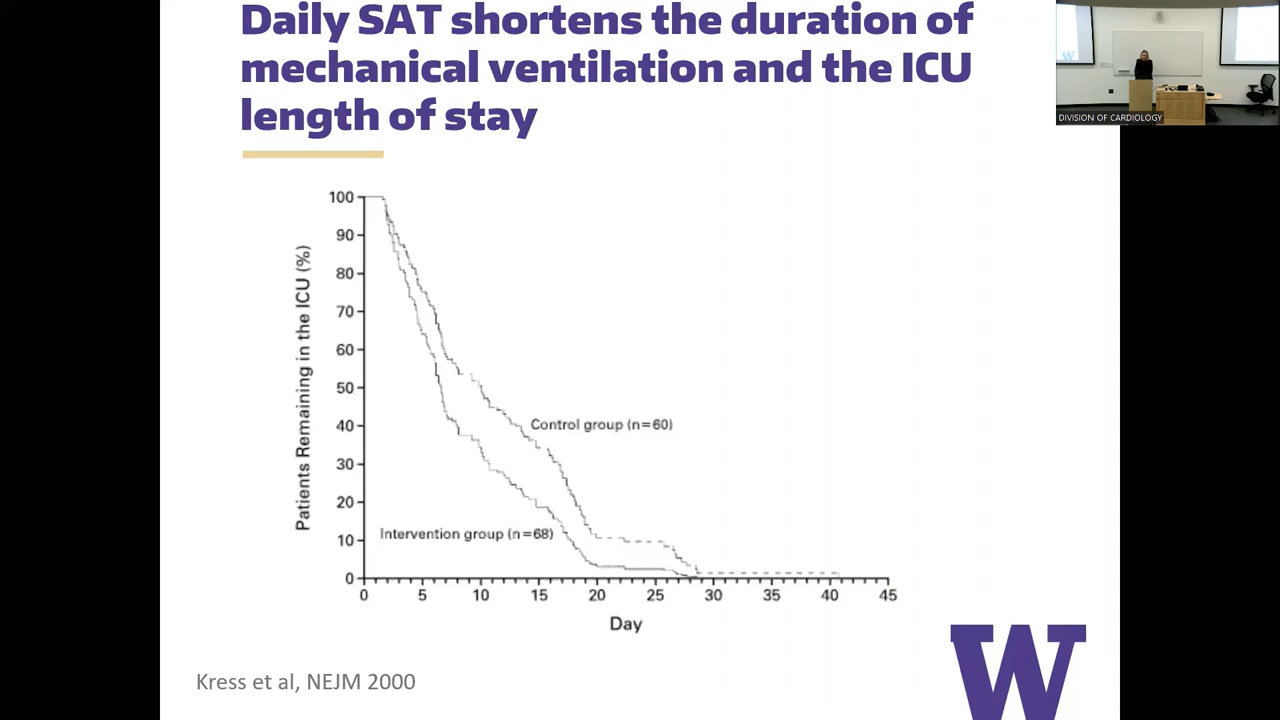 Daily SAT shortens the duration of
mechanical ventilation and the ICU
length of stay
W
DIVISION OF CARDIOLOGY
Patients Remaining in the ICU (%)
100
90
80
70
60
50
40
30
20
10
0
Control group (n=60)
Intervention group (n=68)
0 5 10 15 20 25 30 35 40 45
Day
Kress et al, NEJM 2000
W